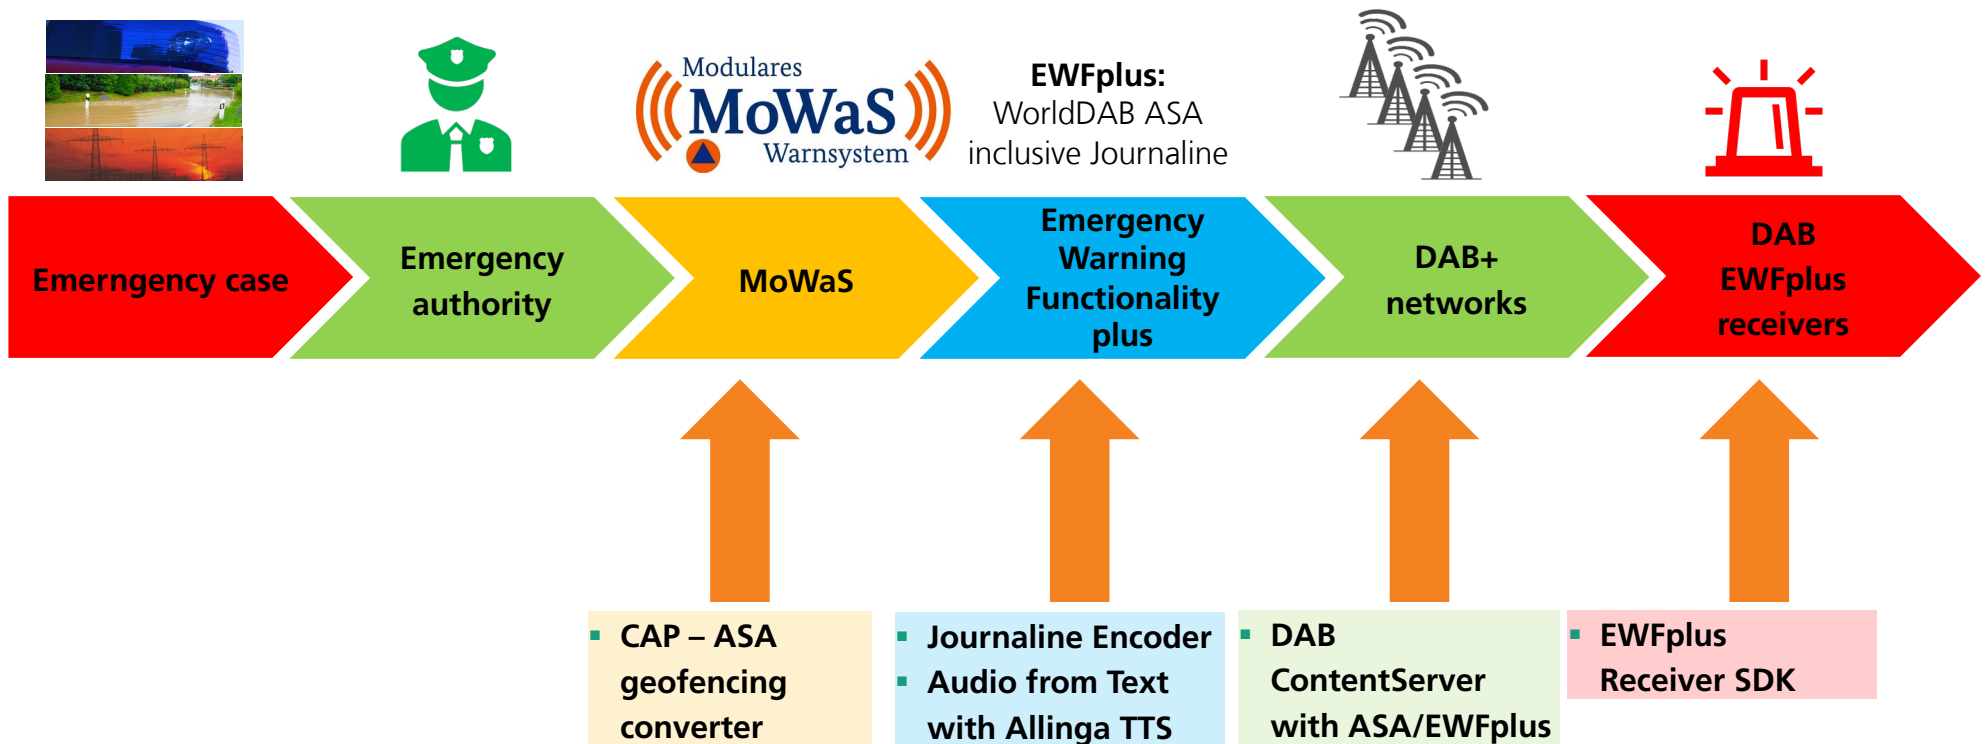 Modulares
MoWaS
Warnsystem
EWFplus:
WorldDAB ASA
inclusive Journaline
Emerngency case
Emergency
authority
MoWaS
Emergency
Warning
Functionality
plus
DAB+
networks
DAB
EWFplus
receivers
▪ CAP – ASA
geofencing
converter
▪ Journaline Encoder
▪ Audio from Text
with Allinga TTS
▪ DAB
ContentServer
with ASA/EWFplus
▪ EWFplus
Receiver SDK